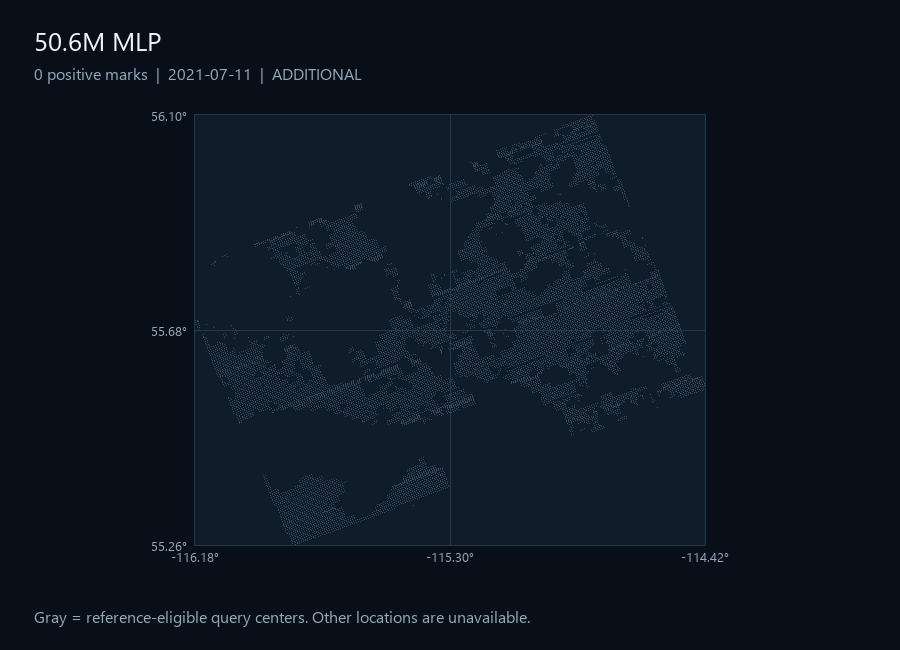 50.6M MLP
0 positive marks | 2021-07-11 | ADDITIONAL
56.10°
55.68°
55.26°
-116.18° -115.30° -114.42°
Gray = reference-eligible query centers. Other locations are unavailable.